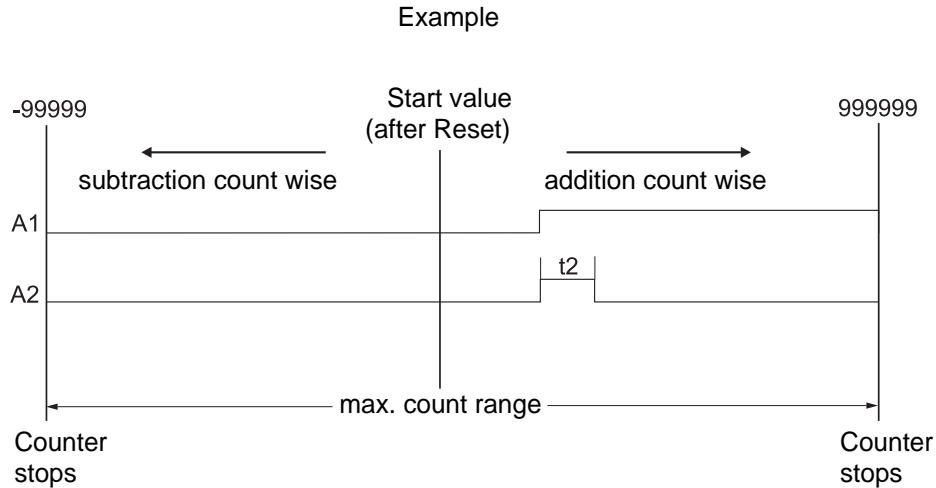 Example
-99999
Start value
(after Reset)
999999
subtraction count wise
addition count wise
A1
t2
A2
max. count range
Counter
stops
Counter
stops